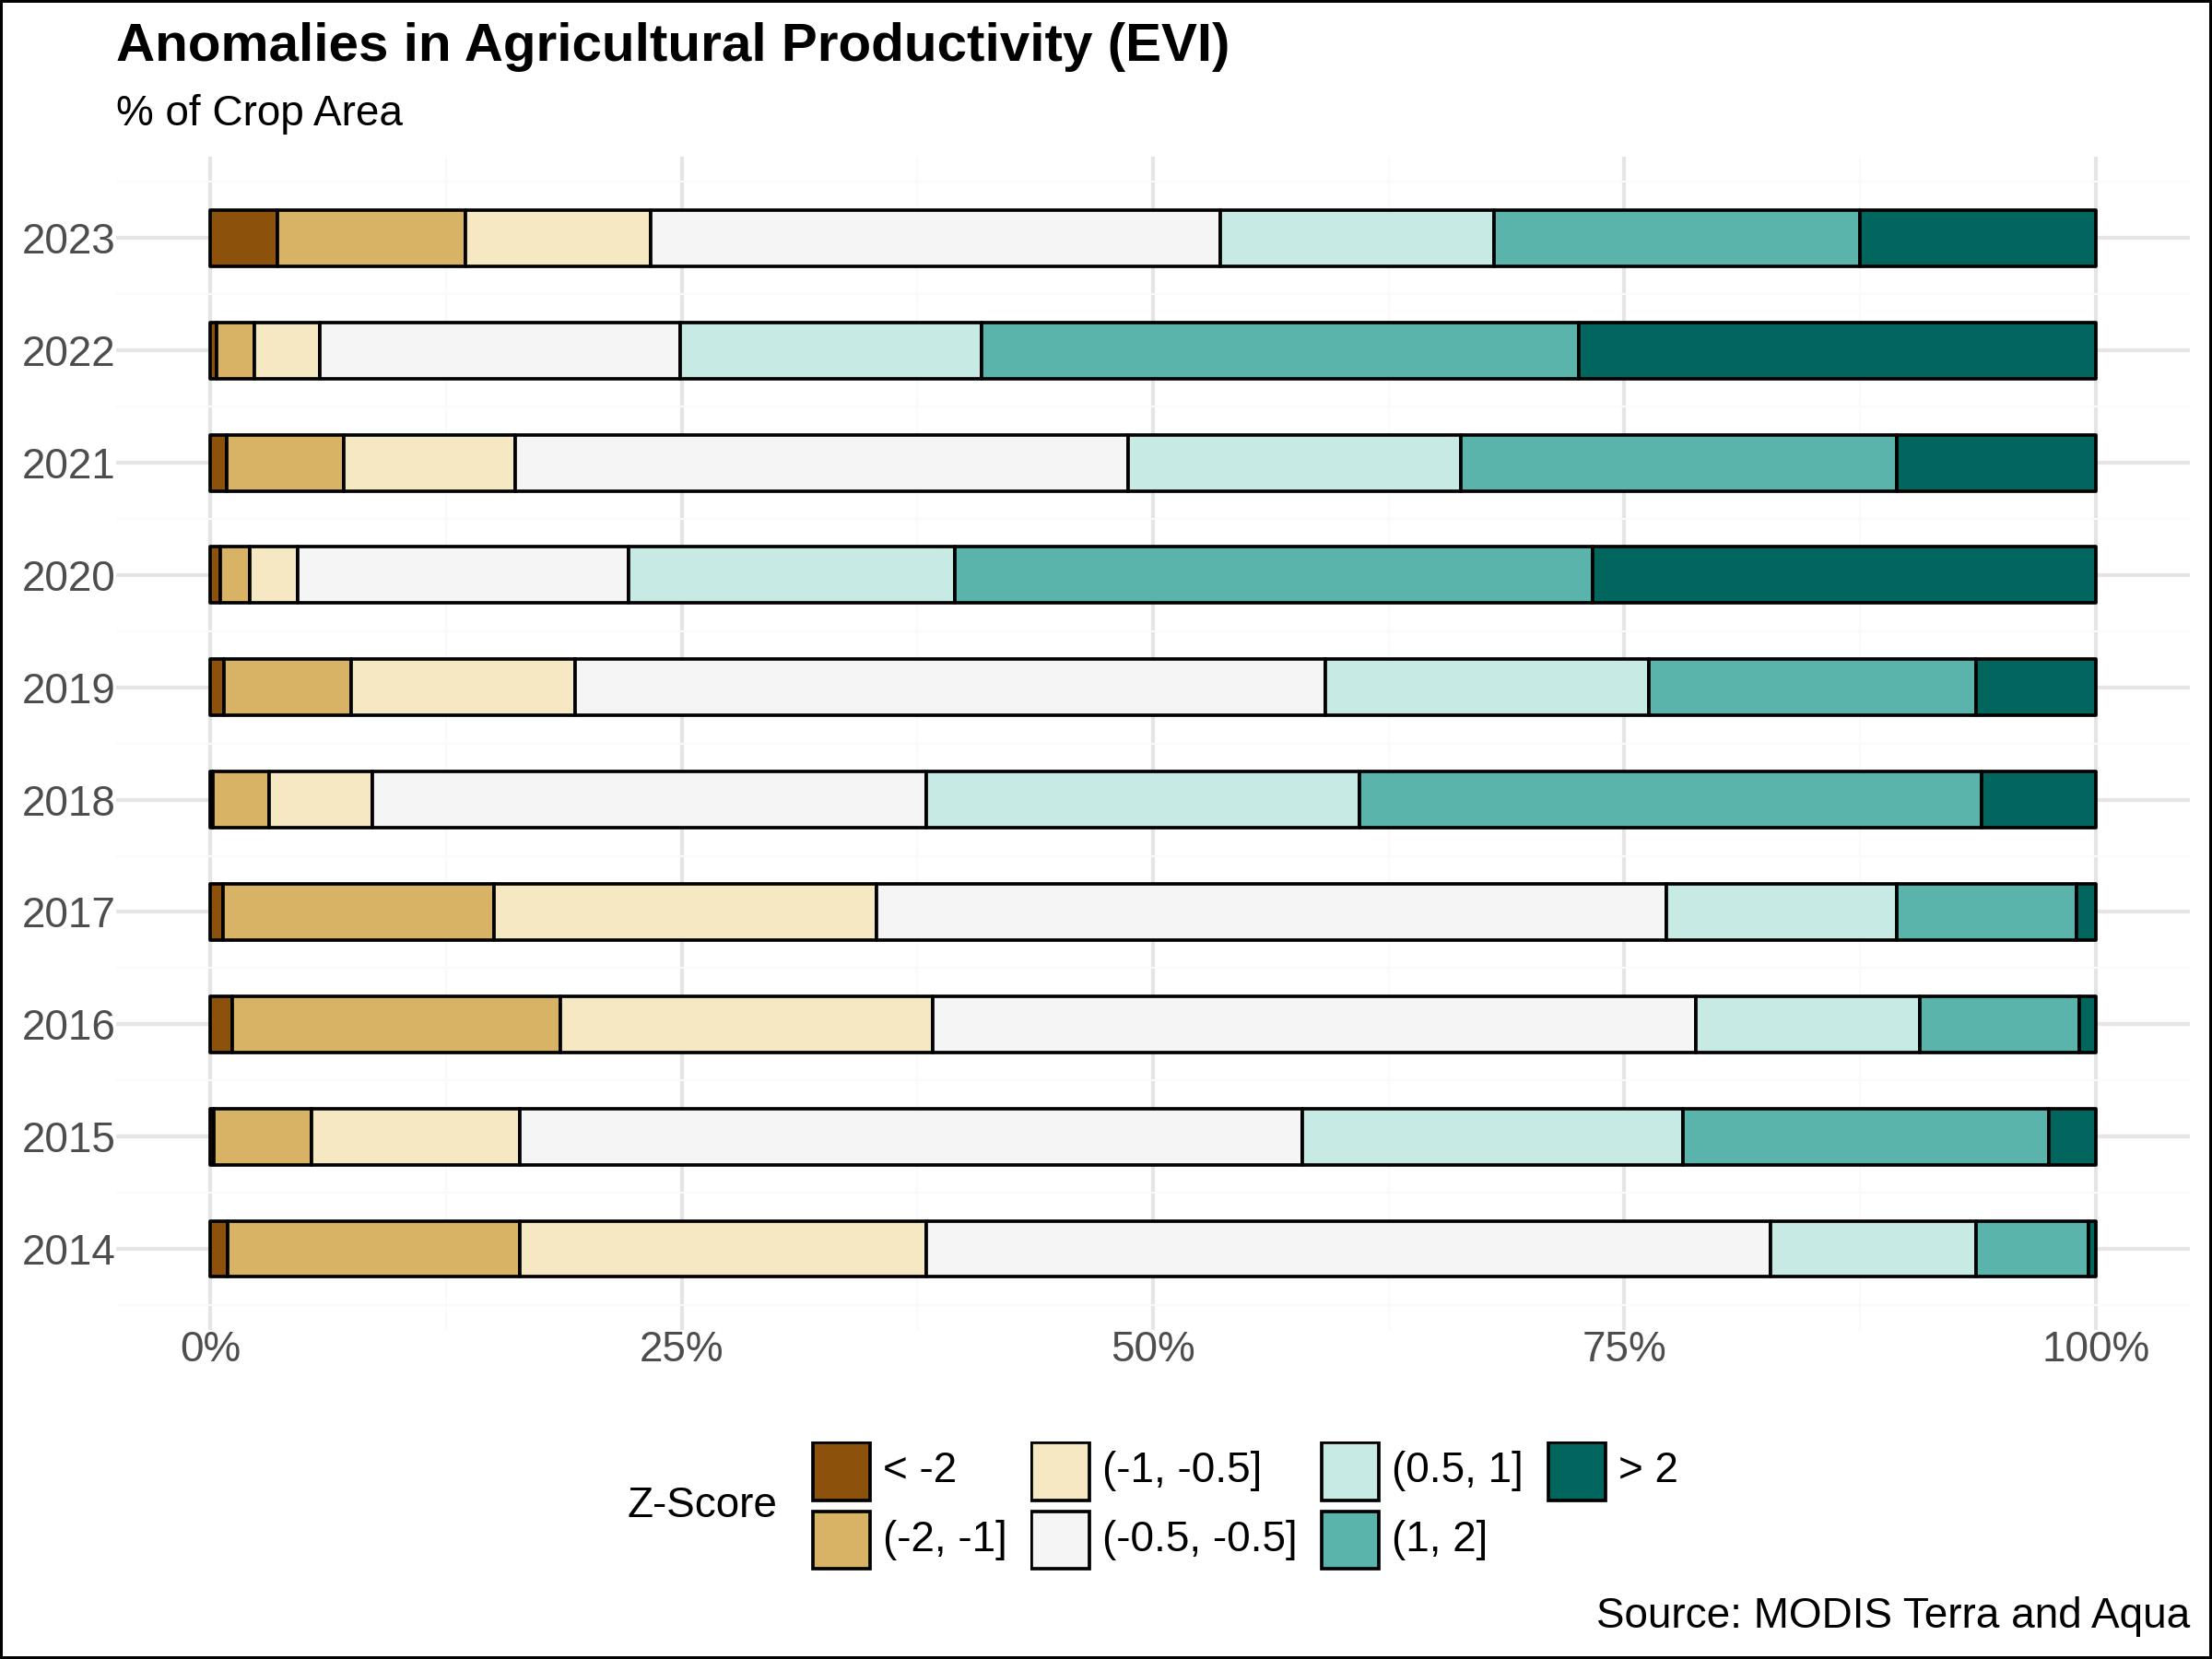 Anomalies in Agricultural Productivity (EVI)
% of Crop Area
2023
2022
2021
2020
2019
2018
2017
2016
2015
2014
0% 25% 50% 75% 100%
Z-Score
< -2 (-1, -0.5] (0.5, 1] > 2
(-2, -1] (-0.5, -0.5] (1, 2]
Source: MODIS Terra and Aqua